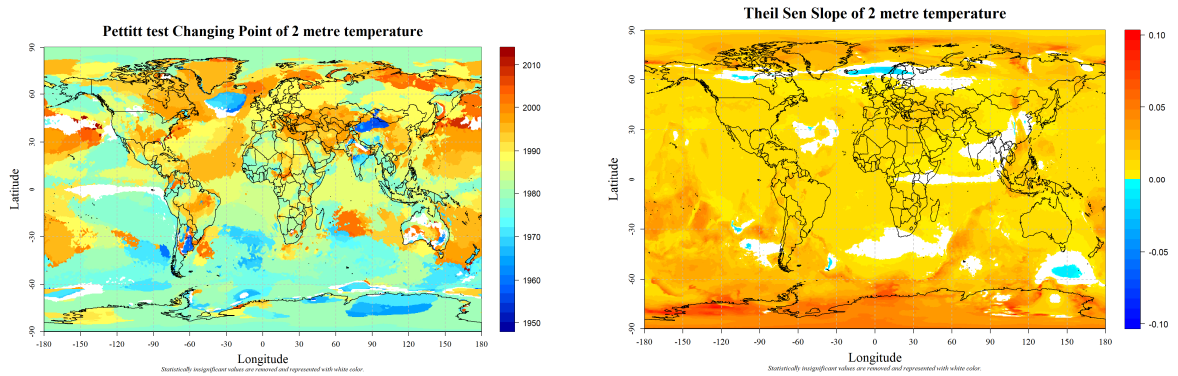 Pettitt test Changing Point of 2 metre temperature
90
60
30
0
-30
-60
-90
Latitude
-180 -150 -120 -90 -60 -30 0 30 60 90 120 150 180
Longitude
Statistically insignificant values are removed and represented with white color.
2010
2000
1990
1980
1970
1960
1950
Theil Sen Slope of 2 metre temperature
90
60
30
0
-30
-60
-90
Latitude
-180 -150 -120 -90 -60 -30 0 30 60 90 120 150 180
Longitude
Statistically insignificant values are removed and represented with white color.
0.10
0.05
0.00
-0.05
-0.10